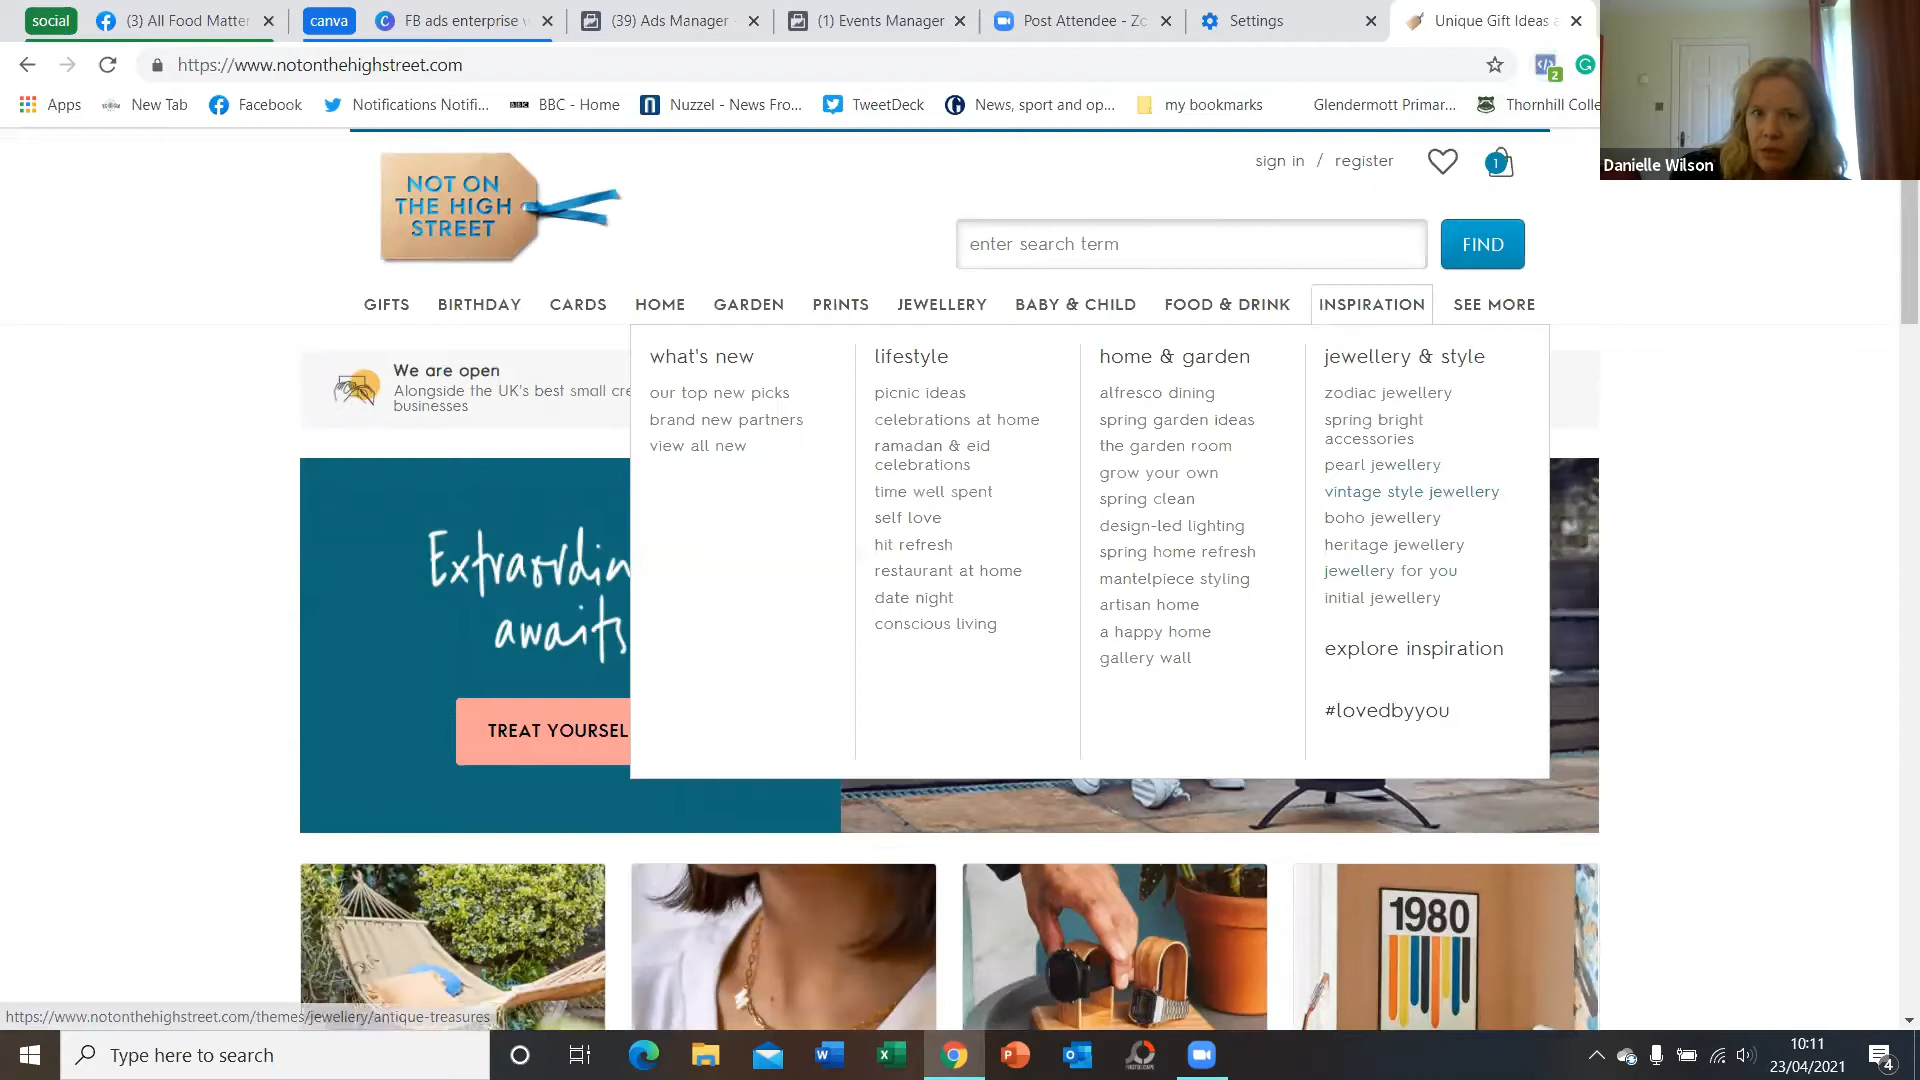 social
(3) All Food Matter
canva
FB ads enterprise
(39) Ads Manager
(1) Events Manager
Post Attendee - Zo
Settings
Unique Gift Ideas a
https://www.notonthehighstreet.com
Apps
New Tab
Facebook
Notifications Notifi...
BBC - Home
Nuzzel - News Fro...
TweetDeck
News, sport and op...
my bookmarks
Glendermott Primar...
Thornhill Colle
Danielle Wilson
NOT ON
THE HIGH
STREET
sign in / register
1
enter search term
FIND
GIFTS BIRTHDAY CARDS HOME GARDEN PRINTS JEWELLERY BABY & CHILD FOOD & DRINK INSPIRATION SEE MORE
We are open
Alongside the UK's best small cre
businesses
what's new
our top new picks
brand new partners
view all new
lifestyle
picnic ideas
celebrations at home
ramadan & eid
celebrations
time well spent
self love
hit refresh
restaurant at home
date night
conscious living
home & garden
alfresco dining
spring garden ideas
the garden room
grow your own
spring clean
design-led lighting
spring home refresh
mantelpiece styling
artisan home
a happy home
gallery wall
jewellery & style
zodiac jewellery
spring bright
accessories
pearl jewellery
vintage style jewellery
boho jewellery
heritage jewellery
jewellery for you
initial jewellery
explore inspiration
#lovedbyyou
Extraordin
awaits
TREAT YOURSEL
1980
https://www.notonthehighstreet.com/themes/jewellery/antique-treasures
Type here to search
10:11
23/04/2021
4